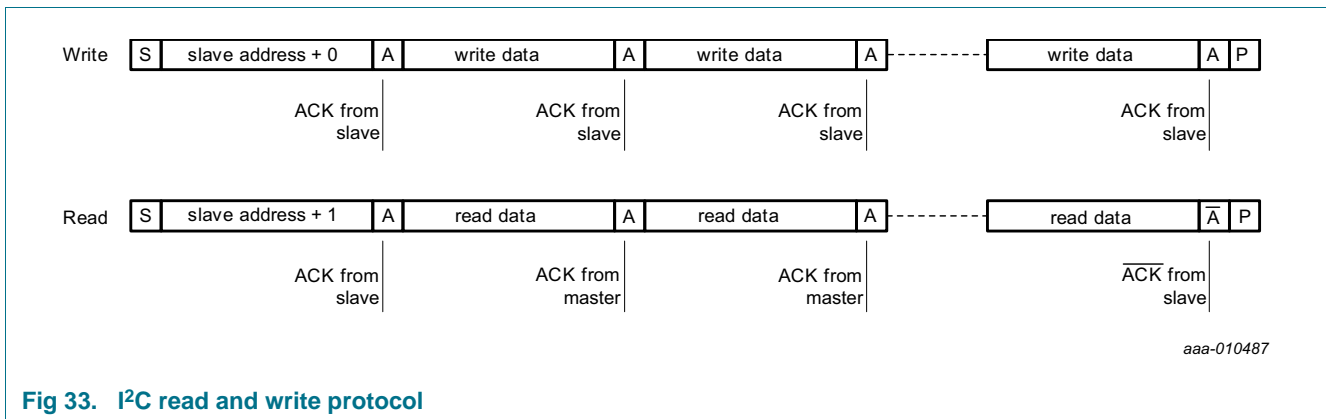 Write S slave address + 0 A write data A write data A write data A P
ACK from slave ACK from slave ACK from slave ACK from slave
Read S slave address + 1 A read data A read data A read data A̅ P
ACK from slave ACK from master ACK from master A̅C̅K̅ from slave
aaa-010487
Fig 33. I²C read and write protocol